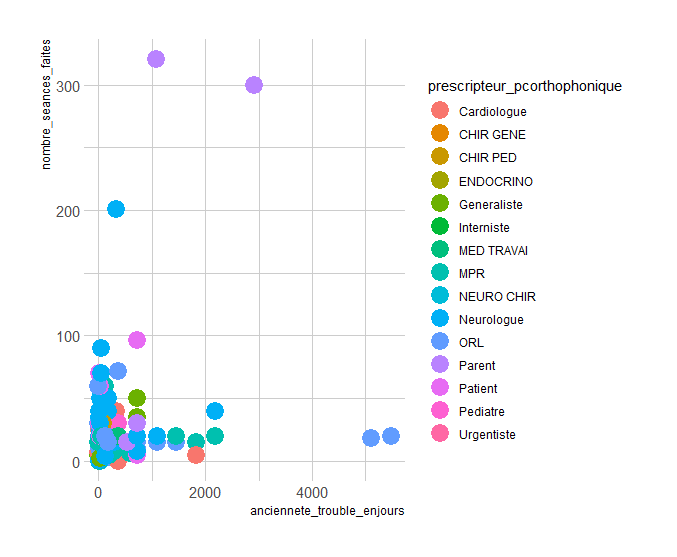 nombre_seances_faites
300
200
100
0
0
2000
4000
anciennete_trouble_enjours
prescripteur_pcorthophonique
Cardiologue
CHIR GENE
CHIR PED
ENDOCRINO
Generaliste
Interniste
MED TRAVAI
MPR
NEURO CHIR
Neurologue
ORL
Parent
Patient
Pediatre
Urgentiste